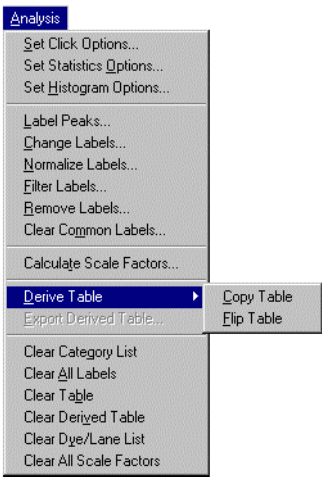 Analysis
Set Click Options...
Set Statistics Options...
Set Histogram Options...
Label Peaks...
Change Labels...
Normalize Labels...
Filter Labels...
Remove Labels...
Clear Common Labels...
Calculate Scale Factors...
Derive Table
Copy Table
Flip Table
Export Derived Table...
Clear Category List
Clear All Labels
Clear Table
Clear Derived Table
Clear Dye/Lane List
Clear All Scale Factors